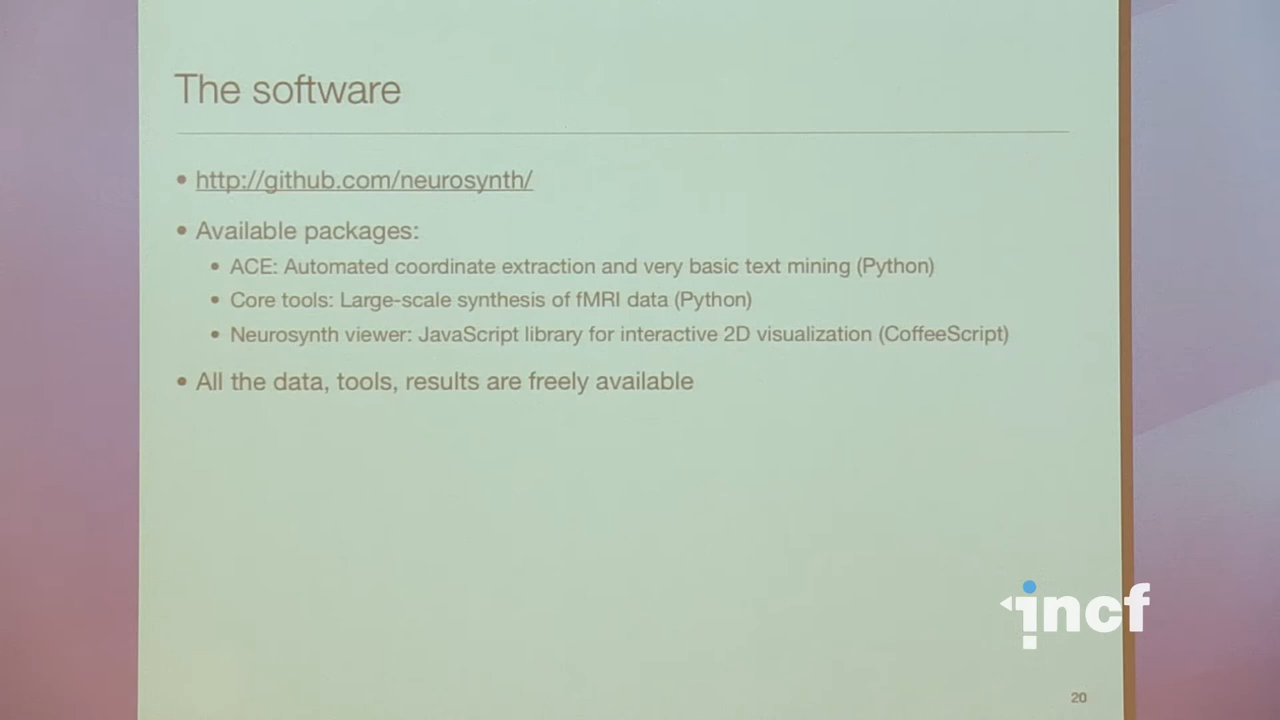 The software
• http://github.com/neurosynth/
• Available packages:
• ACE: Automated coordinate extraction and very basic text mining (Python)
• Core tools: Large-scale synthesis of fMRI data (Python)
• Neurosynth viewer: JavaScript library for interactive 2D visualization (CoffeeScript)
• All the data, tools, results are freely available
incf
20